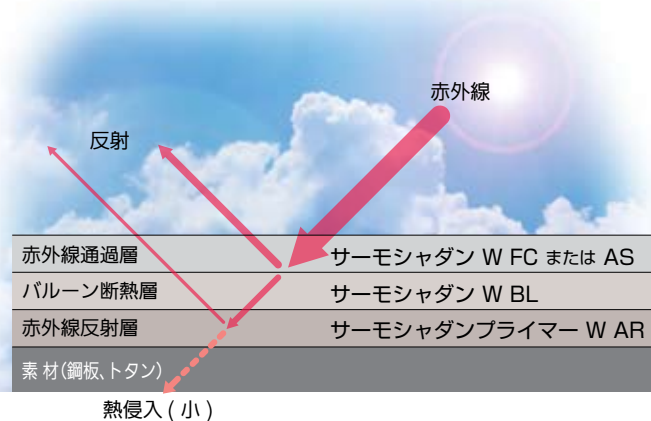 赤外線
反射
赤外線通過層 サーモシャダン W FC または AS
バルーン断熱層 サーモシャダン W BL
赤外線反射層 サーモシャダンプライマー W AR
素 材(鋼板、トタン)
熱侵入 ( 小 )